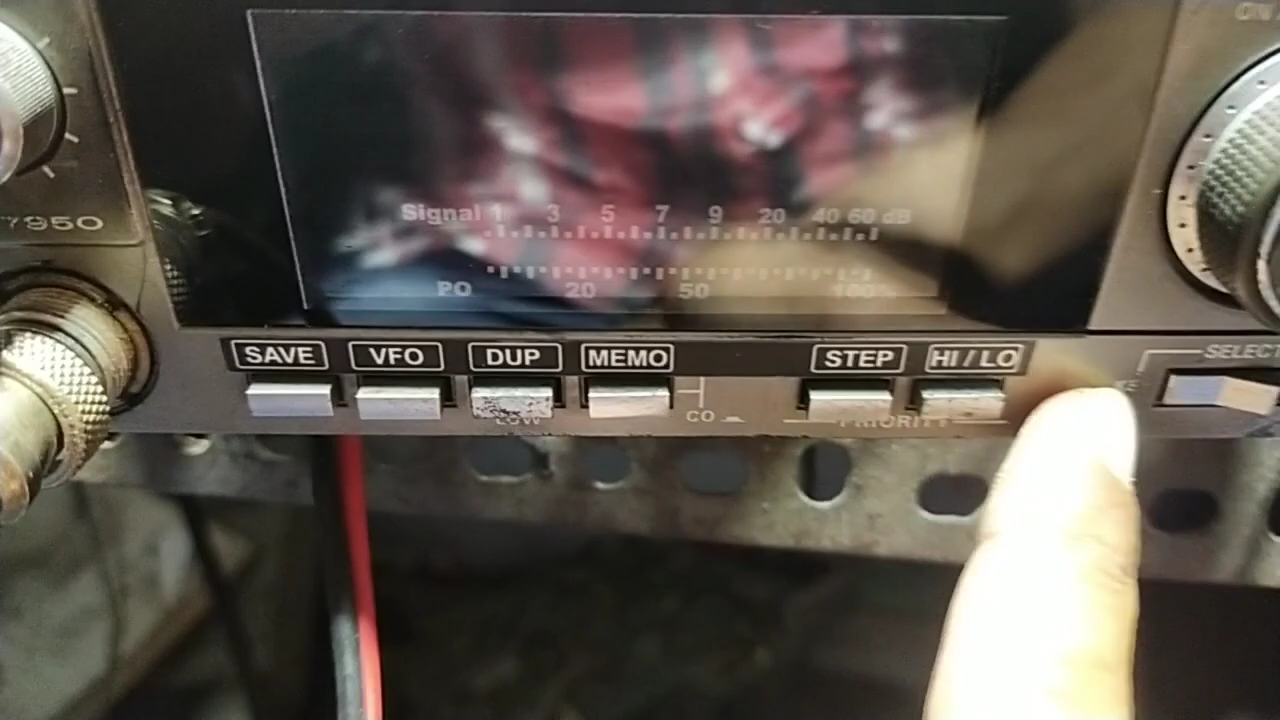 ON
7950
Signal 1 3 5 7 9 20 40 60 dB
PO 20 50 100%
SAVE VFO DUP MEMO STEP HI / LO
SELECT
LOW CO PRIORITY